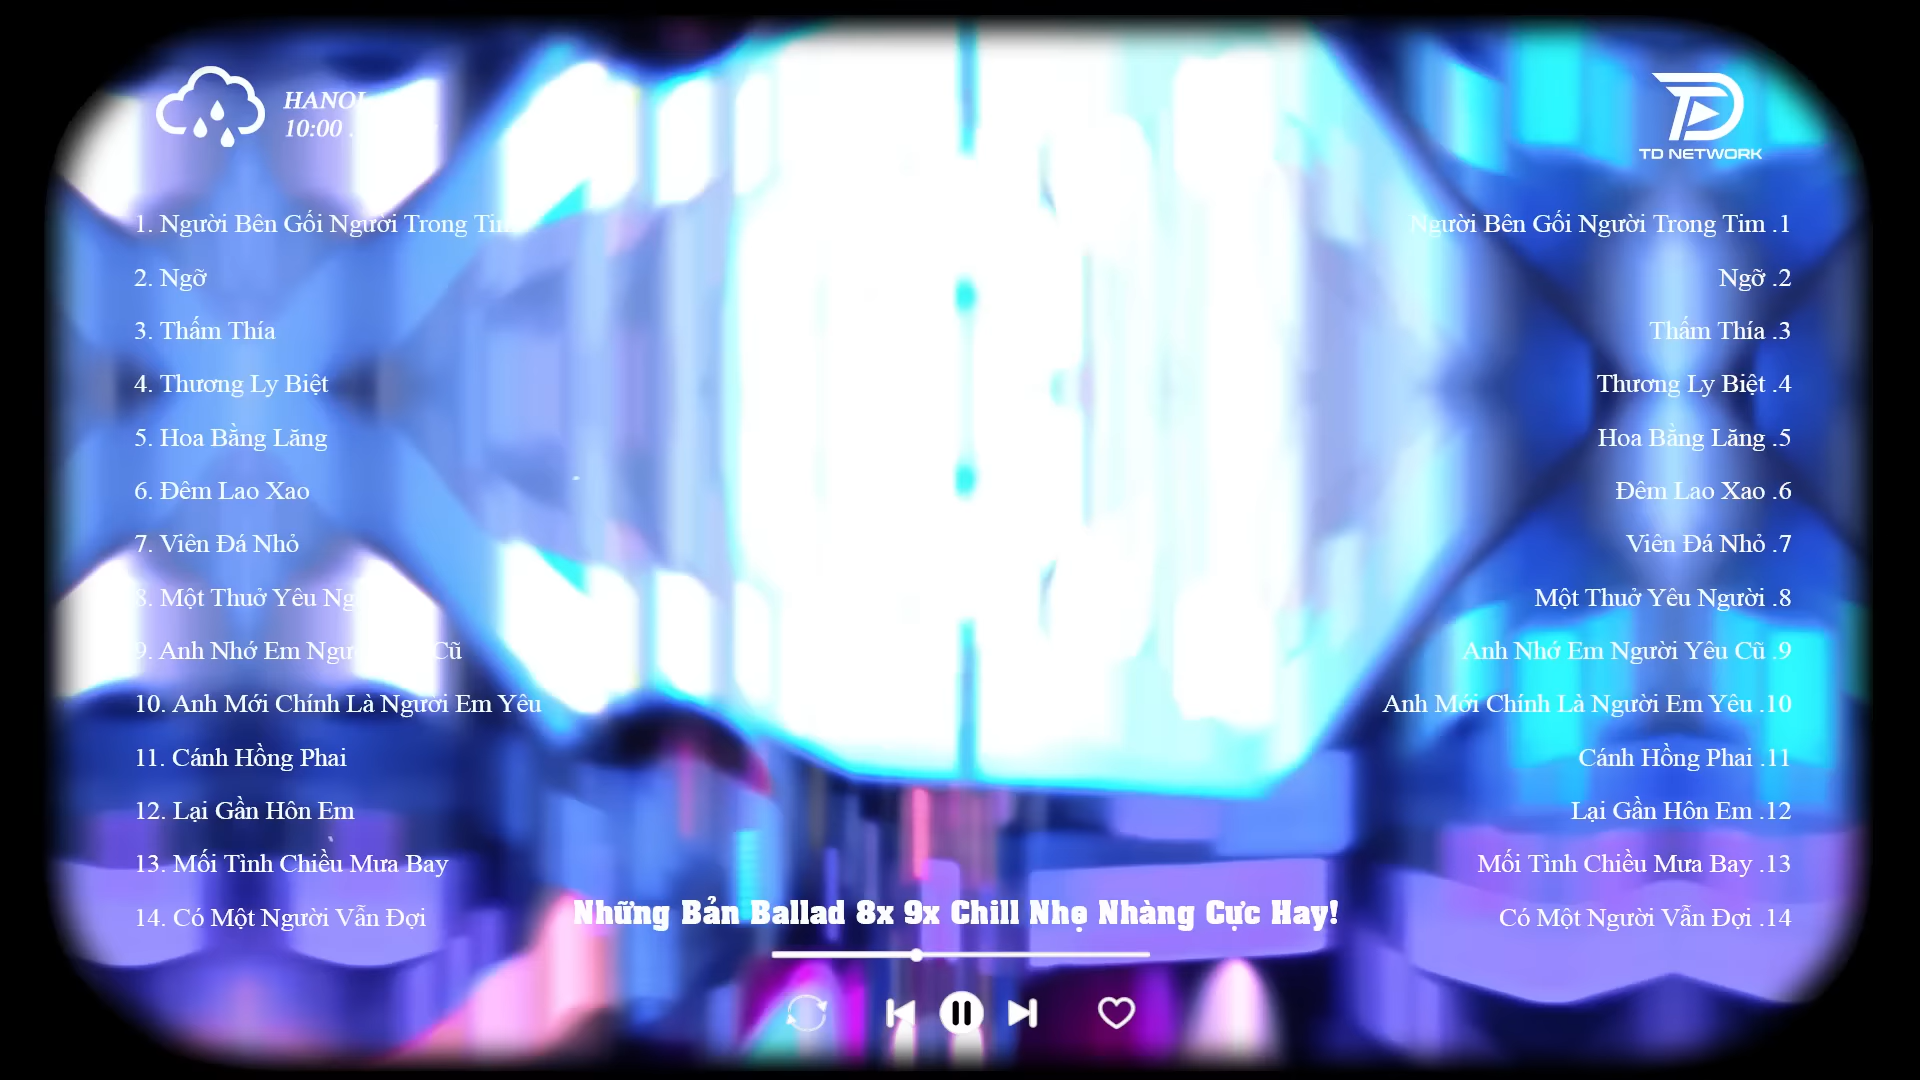 HANOI
10:00
TD NETWORK
1. Người Bên Gối Người Trong Tim
2. Ngỡ
3. Thấm Thía
4. Thương Ly Biệt
5. Hoa Bằng Lăng
6. Đêm Lao Xao
7. Viên Đá Nhỏ
8. Một Thuở Yêu
9. Anh Nhớ Em Cũ
10. Anh Mới Chính Là Người Em Yêu
11. Cánh Hồng Phai
12. Lại Gần Hôn Em
13. Mối Tình Chiều Mưa Bay
14. Có Một Người Vẫn Đợi
Người Bên Gối Người Trong Tim .1
Ngỡ .2
Thấm Thía .3
Thương Ly Biệt .4
Hoa Bằng Lăng .5
Đêm Lao Xao .6
Viên Đá Nhỏ .7
Một Thuở Yêu Người .8
Anh Nhớ Em Người Yêu Cũ .9
Anh Mới Chính Là Người Em Yêu .10
Cánh Hồng Phai .11
Lại Gần Hôn Em .12
Mối Tình Chiều Mưa Bay .13
Có Một Người Vẫn Đợi .14
Những Bản Ballad 8x 9x Chill Nhẹ Nhàng Cực Hay!